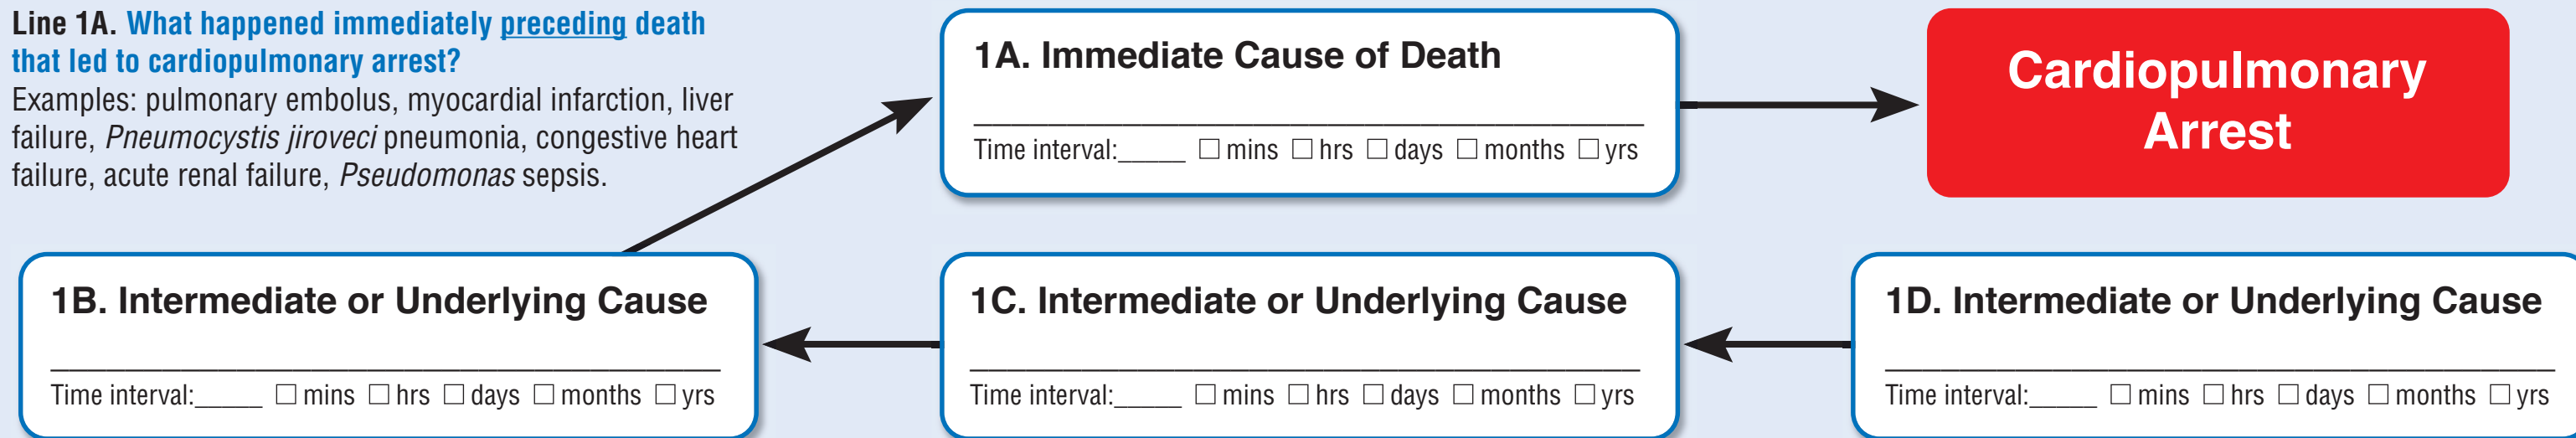 Line 1A. What happened immediately preceding death
that led to cardiopulmonary arrest?
Examples: pulmonary embolus, myocardial infarction, liver
failure, Pneumocystis jiroveci pneumonia, congestive heart
failure, acute renal failure, Pseudomonas sepsis.
1A. Immediate Cause of Death
Time interval:_____ ☐ mins ☐ hrs ☐ days ☐ months ☐ yrs
Cardiopulmonary
Arrest
1B. Intermediate or Underlying Cause
Time interval:_____ ☐ mins ☐ hrs ☐ days ☐ months ☐ yrs
1C. Intermediate or Underlying Cause
Time interval:_____ ☐ mins ☐ hrs ☐ days ☐ months ☐ yrs
1D. Intermediate or Underlying Cause
Time interval:_____ ☐ mins ☐ hrs ☐ days ☐ months ☐ yrs